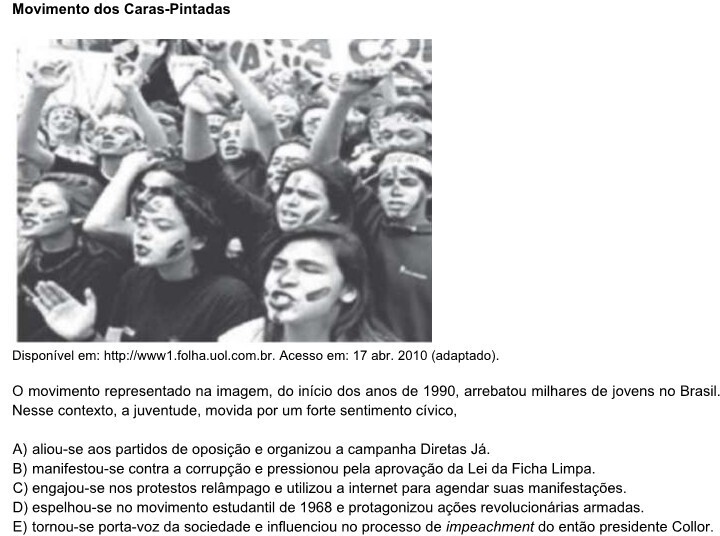 Movimento dos Caras-Pintadas
Disponível em: http://www1.folha.uol.com.br. Acesso em: 17 abr. 2010 (adaptado).
O movimento representado na imagem, do início dos anos de 1990, arrebatou milhares de jovens no Brasil.
Nesse contexto, a juventude, movida por um forte sentimento cívico,
A) aliou-se aos partidos de oposição e organizou a campanha Diretas Já.
B) manifestou-se contra a corrupção e pressionou pela aprovação da Lei da Ficha Limpa.
C) engajou-se nos protestos relâmpago e utilizou a internet para agendar suas manifestações.
D) espelhou-se no movimento estudantil de 1968 e protagonizou ações revolucionárias armadas.
E) tornou-se porta-voz da sociedade e influenciou no processo de impeachment do então presidente Collor.